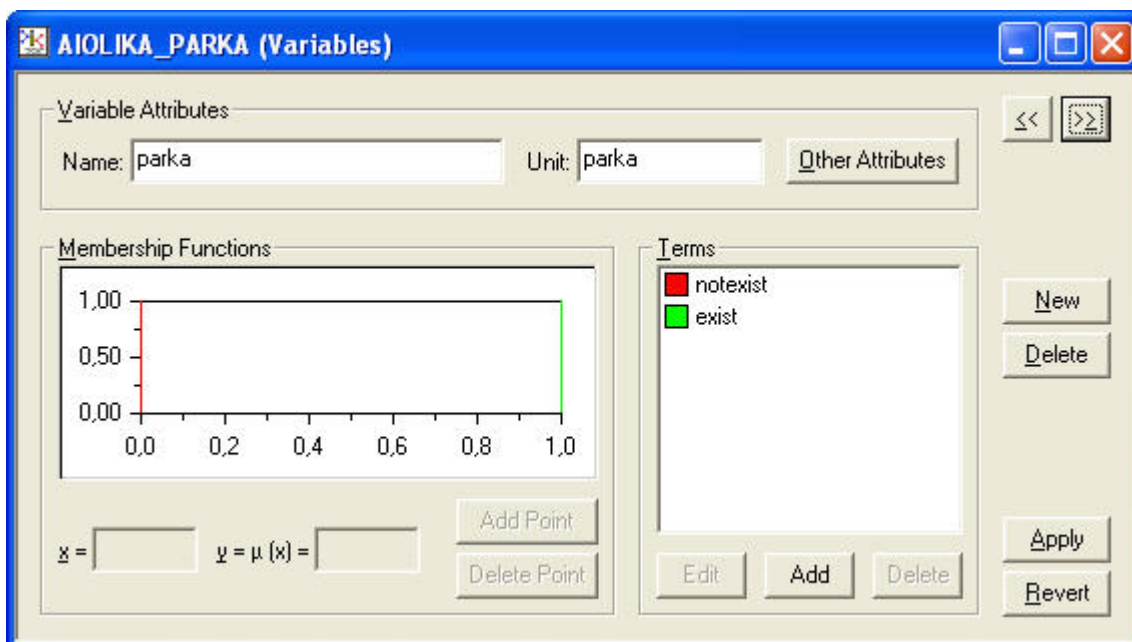 AIOLIKA_PARKA (Variables)
Variable Attributes
<< >>
Name: parka Unit: parka Other Attributes
Membership Functions
1,00
0,50
0,00
0,0 0,2 0,4 0,6 0,8 1,0
x = y = µ (x) =
Add Point
Delete Point
Terms
notexist
exist
Edit Add Delete
New
Delete
Apply
Revert